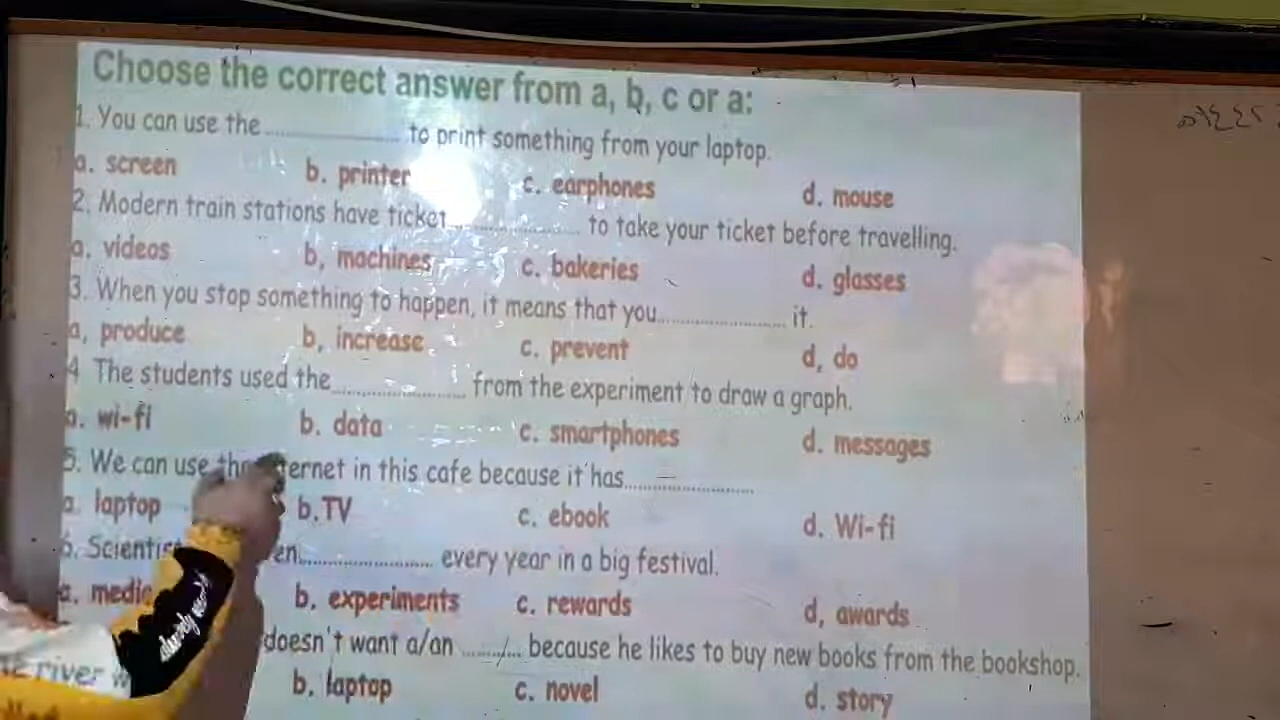 Choose the correct answer from a, b, c or a:
1. You can use the ................ to print something from your laptop.
a. screen b. printer c. earphones d. mouse
2. Modern train stations have ticket ................ to take your ticket before travelling.
a. videos b, machines c. bakeries d. glasses
3. When you stop something to happen, it means that you................ it.
a, produce b, increase c. prevent d, do
4 The students used the ................ from the experiment to draw a graph.
a. wi-fi b. data c. smartphones d. messages
5. We can use the internet in this cafe because it has................
a. laptop b.TV c. ebook d. Wi-fi
6. ................ every year in a big festival.
b. experiments c. rewards d, awards
doesn't want a/an ........... because he likes to buy new books from the bookshop.
b. laptop c. novel d. story
river